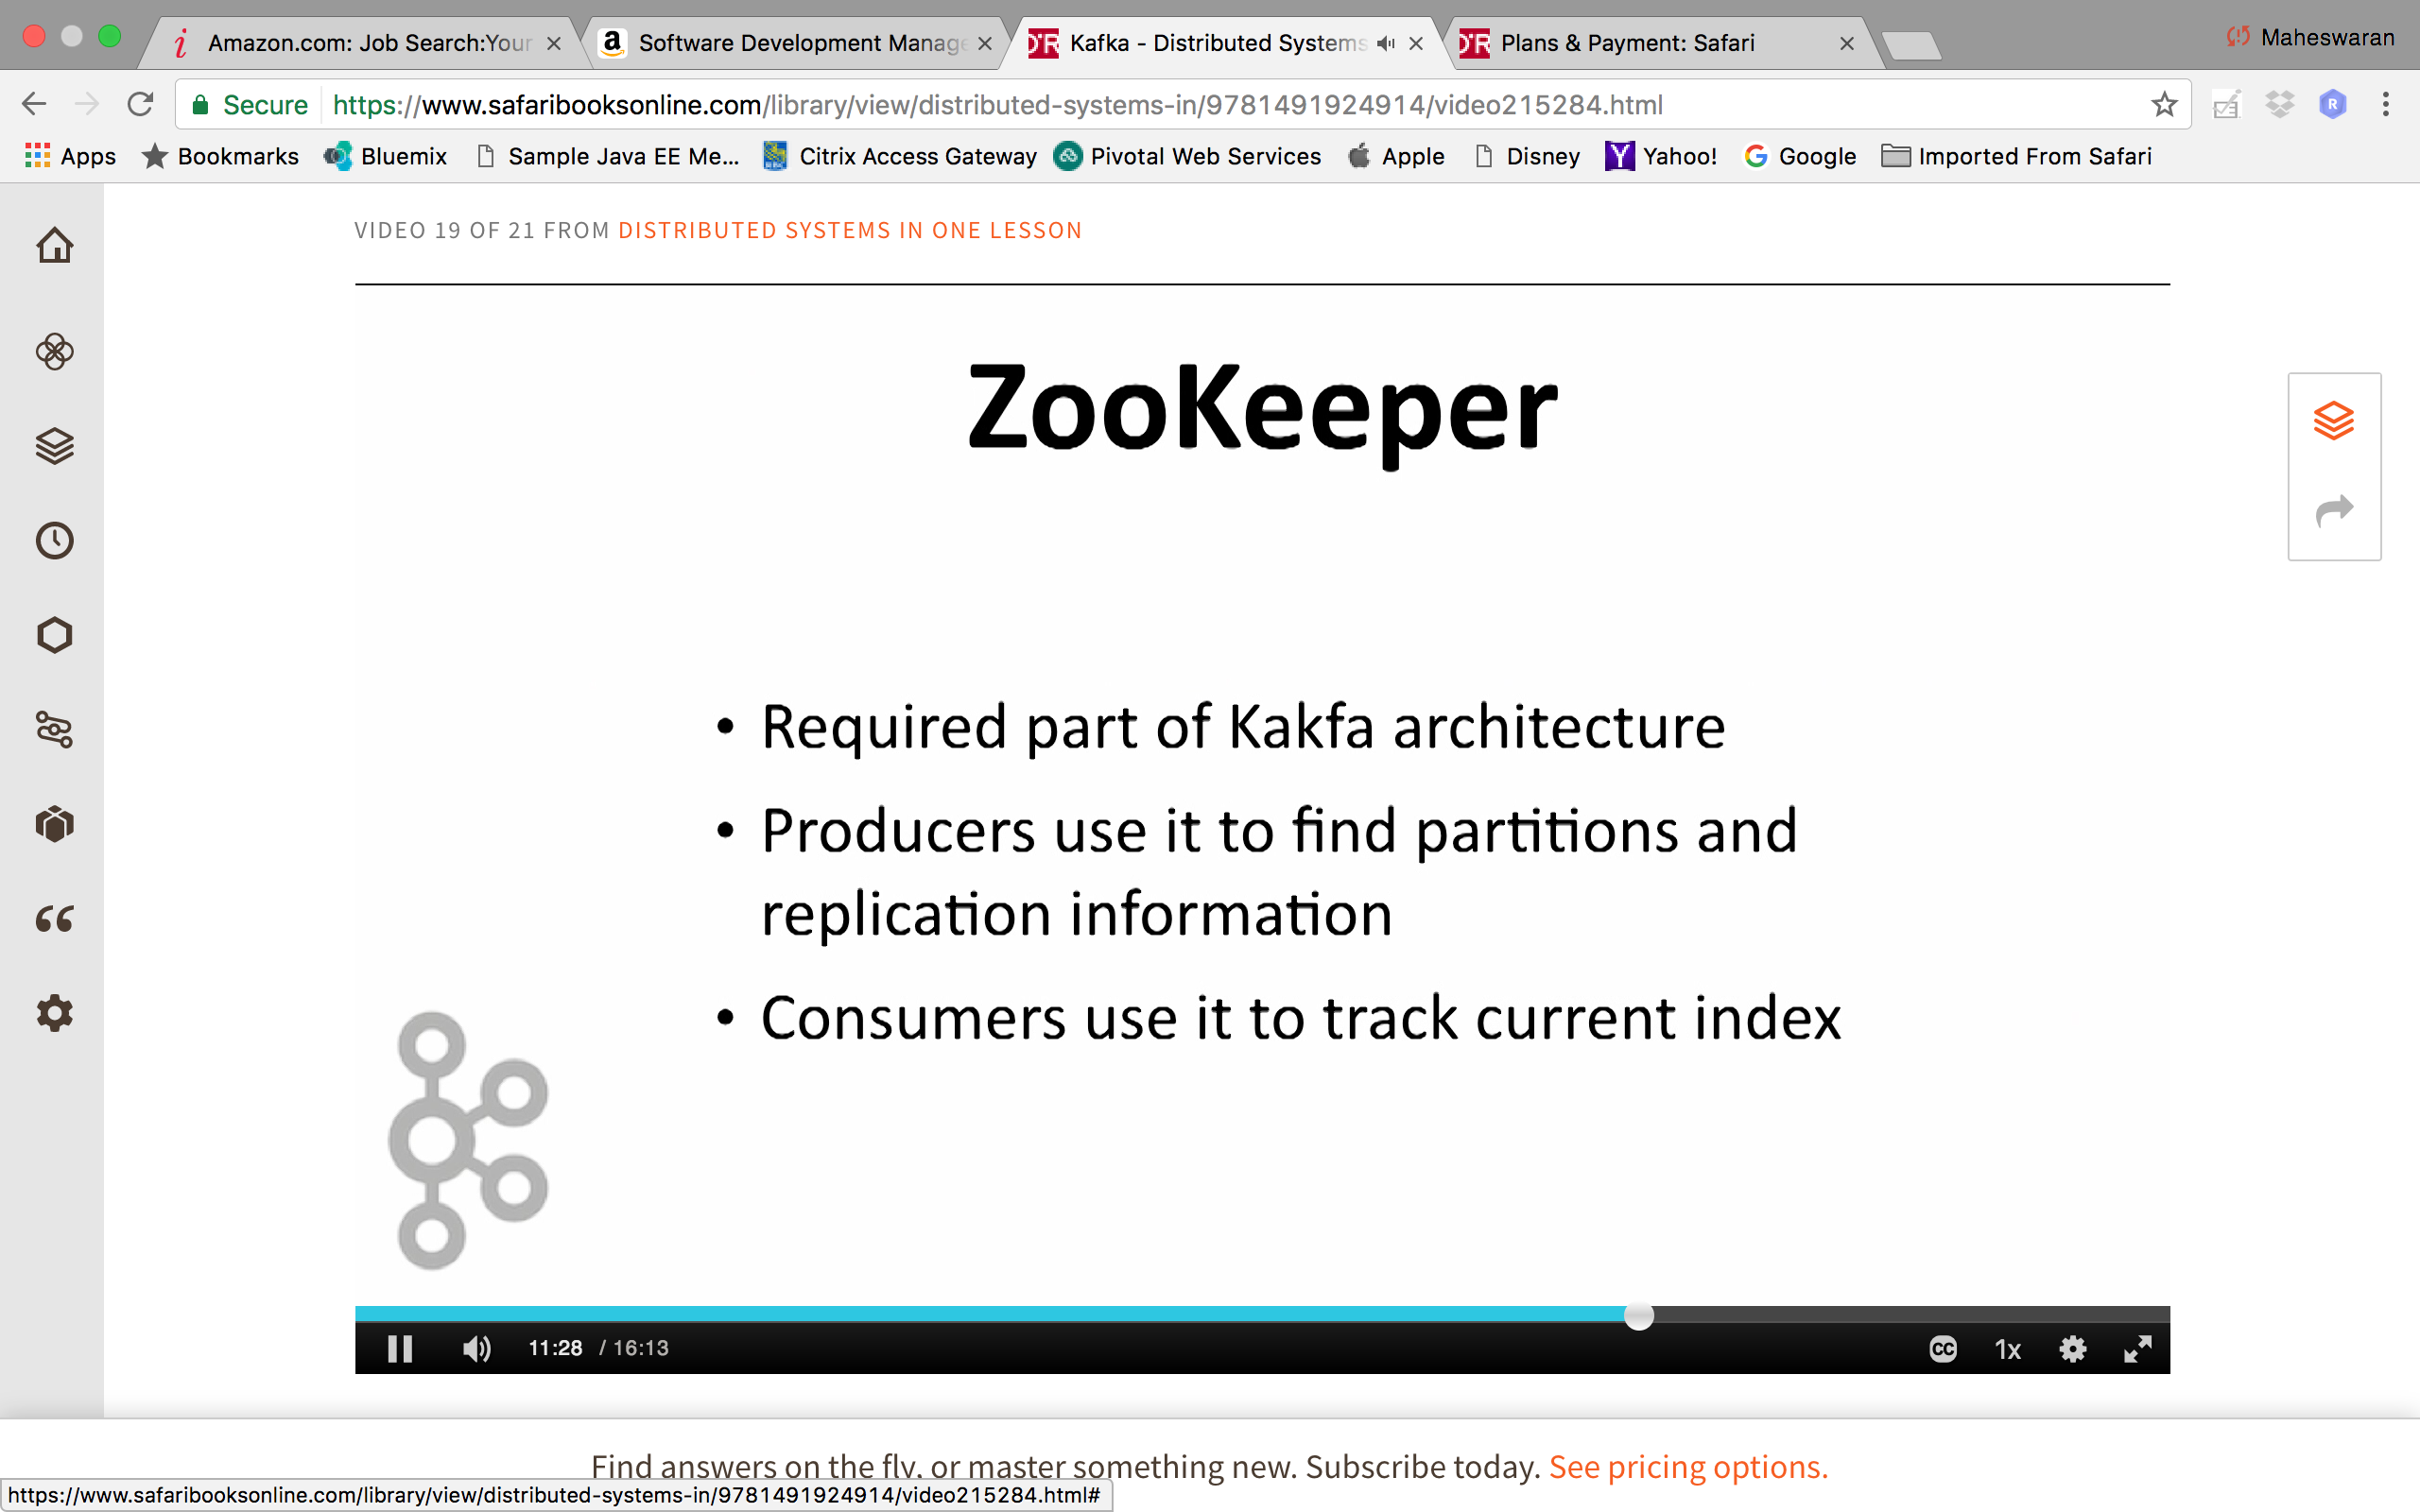 Amazon.com: Job Search:Your
Software Development Manage
Kafka - Distributed Systems
Plans & Payment: Safari
Maheswaran
Secure https://www.safaribooksonline.com/library/view/distributed-systems-in/9781491924914/video215284.html
Apps Bookmarks Bluemix Sample Java EE Me... Citrix Access Gateway Pivotal Web Services Apple Disney Yahoo! Google Imported From Safari
VIDEO 19 OF 21 FROM DISTRIBUTED SYSTEMS IN ONE LESSON
ZooKeeper
• Required part of Kakfa architecture
• Producers use it to find partitions and
replication information
• Consumers use it to track current index
11:28 / 16:13
CC 1x
Find answers on the fly, or master something new. Subscribe today. See pricing options.
https://www.safaribooksonline.com/library/view/distributed-systems-in/9781491924914/video215284.html#